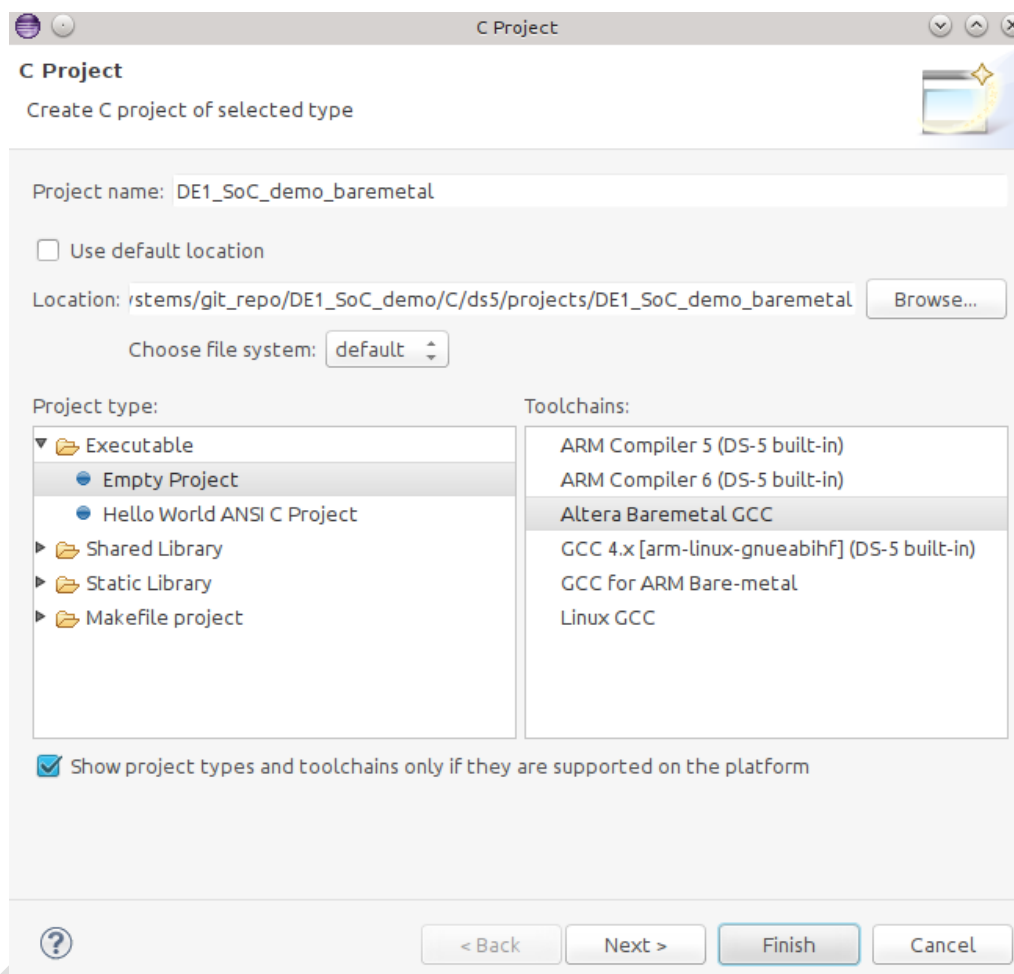 C Project
C Project
Create C project of selected type
Project name: DE1_SoC_demo_baremetal
Use default location
Location: ystems/git_repo/DE1_SoC_demo/C/ds5/projects/DE1_SoC_demo_baremetal Browse...
Choose file system: default
Project type:
Executable
Empty Project
Hello World ANSI C Project
Shared Library
Static Library
Makefile project
Toolchains:
ARM Compiler 5 (DS-5 built-in)
ARM Compiler 6 (DS-5 built-in)
Altera Baremetal GCC
GCC 4.x [arm-linux-gnueabihf] (DS-5 built-in)
GCC for ARM Bare-metal
Linux GCC
Show project types and toolchains only if they are supported on the platform
? < Back Next > Finish Cancel